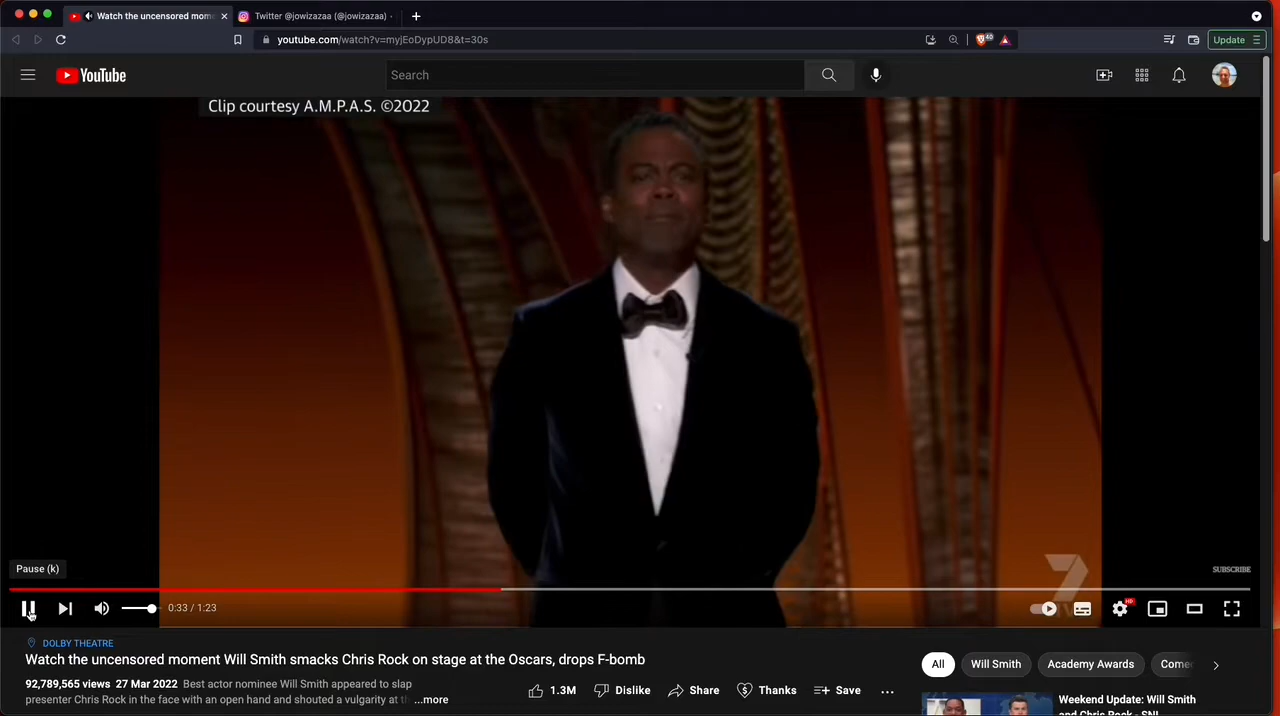 Watch the uncensored mom
Twitter @jowizazaa (@jowizazaa)
youtube.com/watch?v=myjEoDypUD8&t=30s
40
Update
YouTube
Search
Clip courtesy A.M.P.A.S. ©2022
Pause (k)
7
SUBSCRIBE
0:33 / 1:23
HD
DOLBY THEATRE
Watch the uncensored moment Will Smith smacks Chris Rock on stage at the Oscars, drops F-bomb
92,789,565 views 27 Mar 2022 Best actor nominee Will Smith appeared to slap
presenter Chris Rock in the face with an open hand and shouted a vulgarity at th ...more
1.3M
Dislike
Share
Thanks
Save
All
Will Smith
Academy Awards
Come
Weekend Update: Will Smith
and Chris Rock - SNL